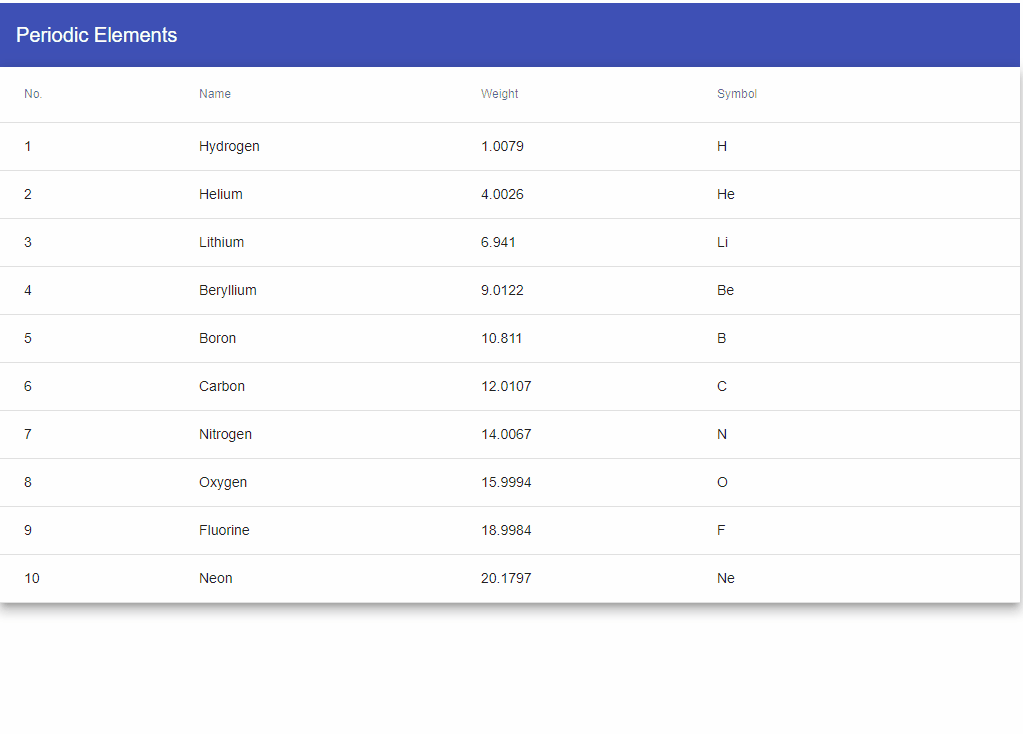 Periodic Elements
No. Name Weight Symbol
1 Hydrogen 1.0079 H
2 Helium 4.0026 He
3 Lithium 6.941 Li
4 Beryllium 9.0122 Be
5 Boron 10.811 B
6 Carbon 12.0107 C
7 Nitrogen 14.0067 N
8 Oxygen 15.9994 O
9 Fluorine 18.9984 F
10 Neon 20.1797 Ne